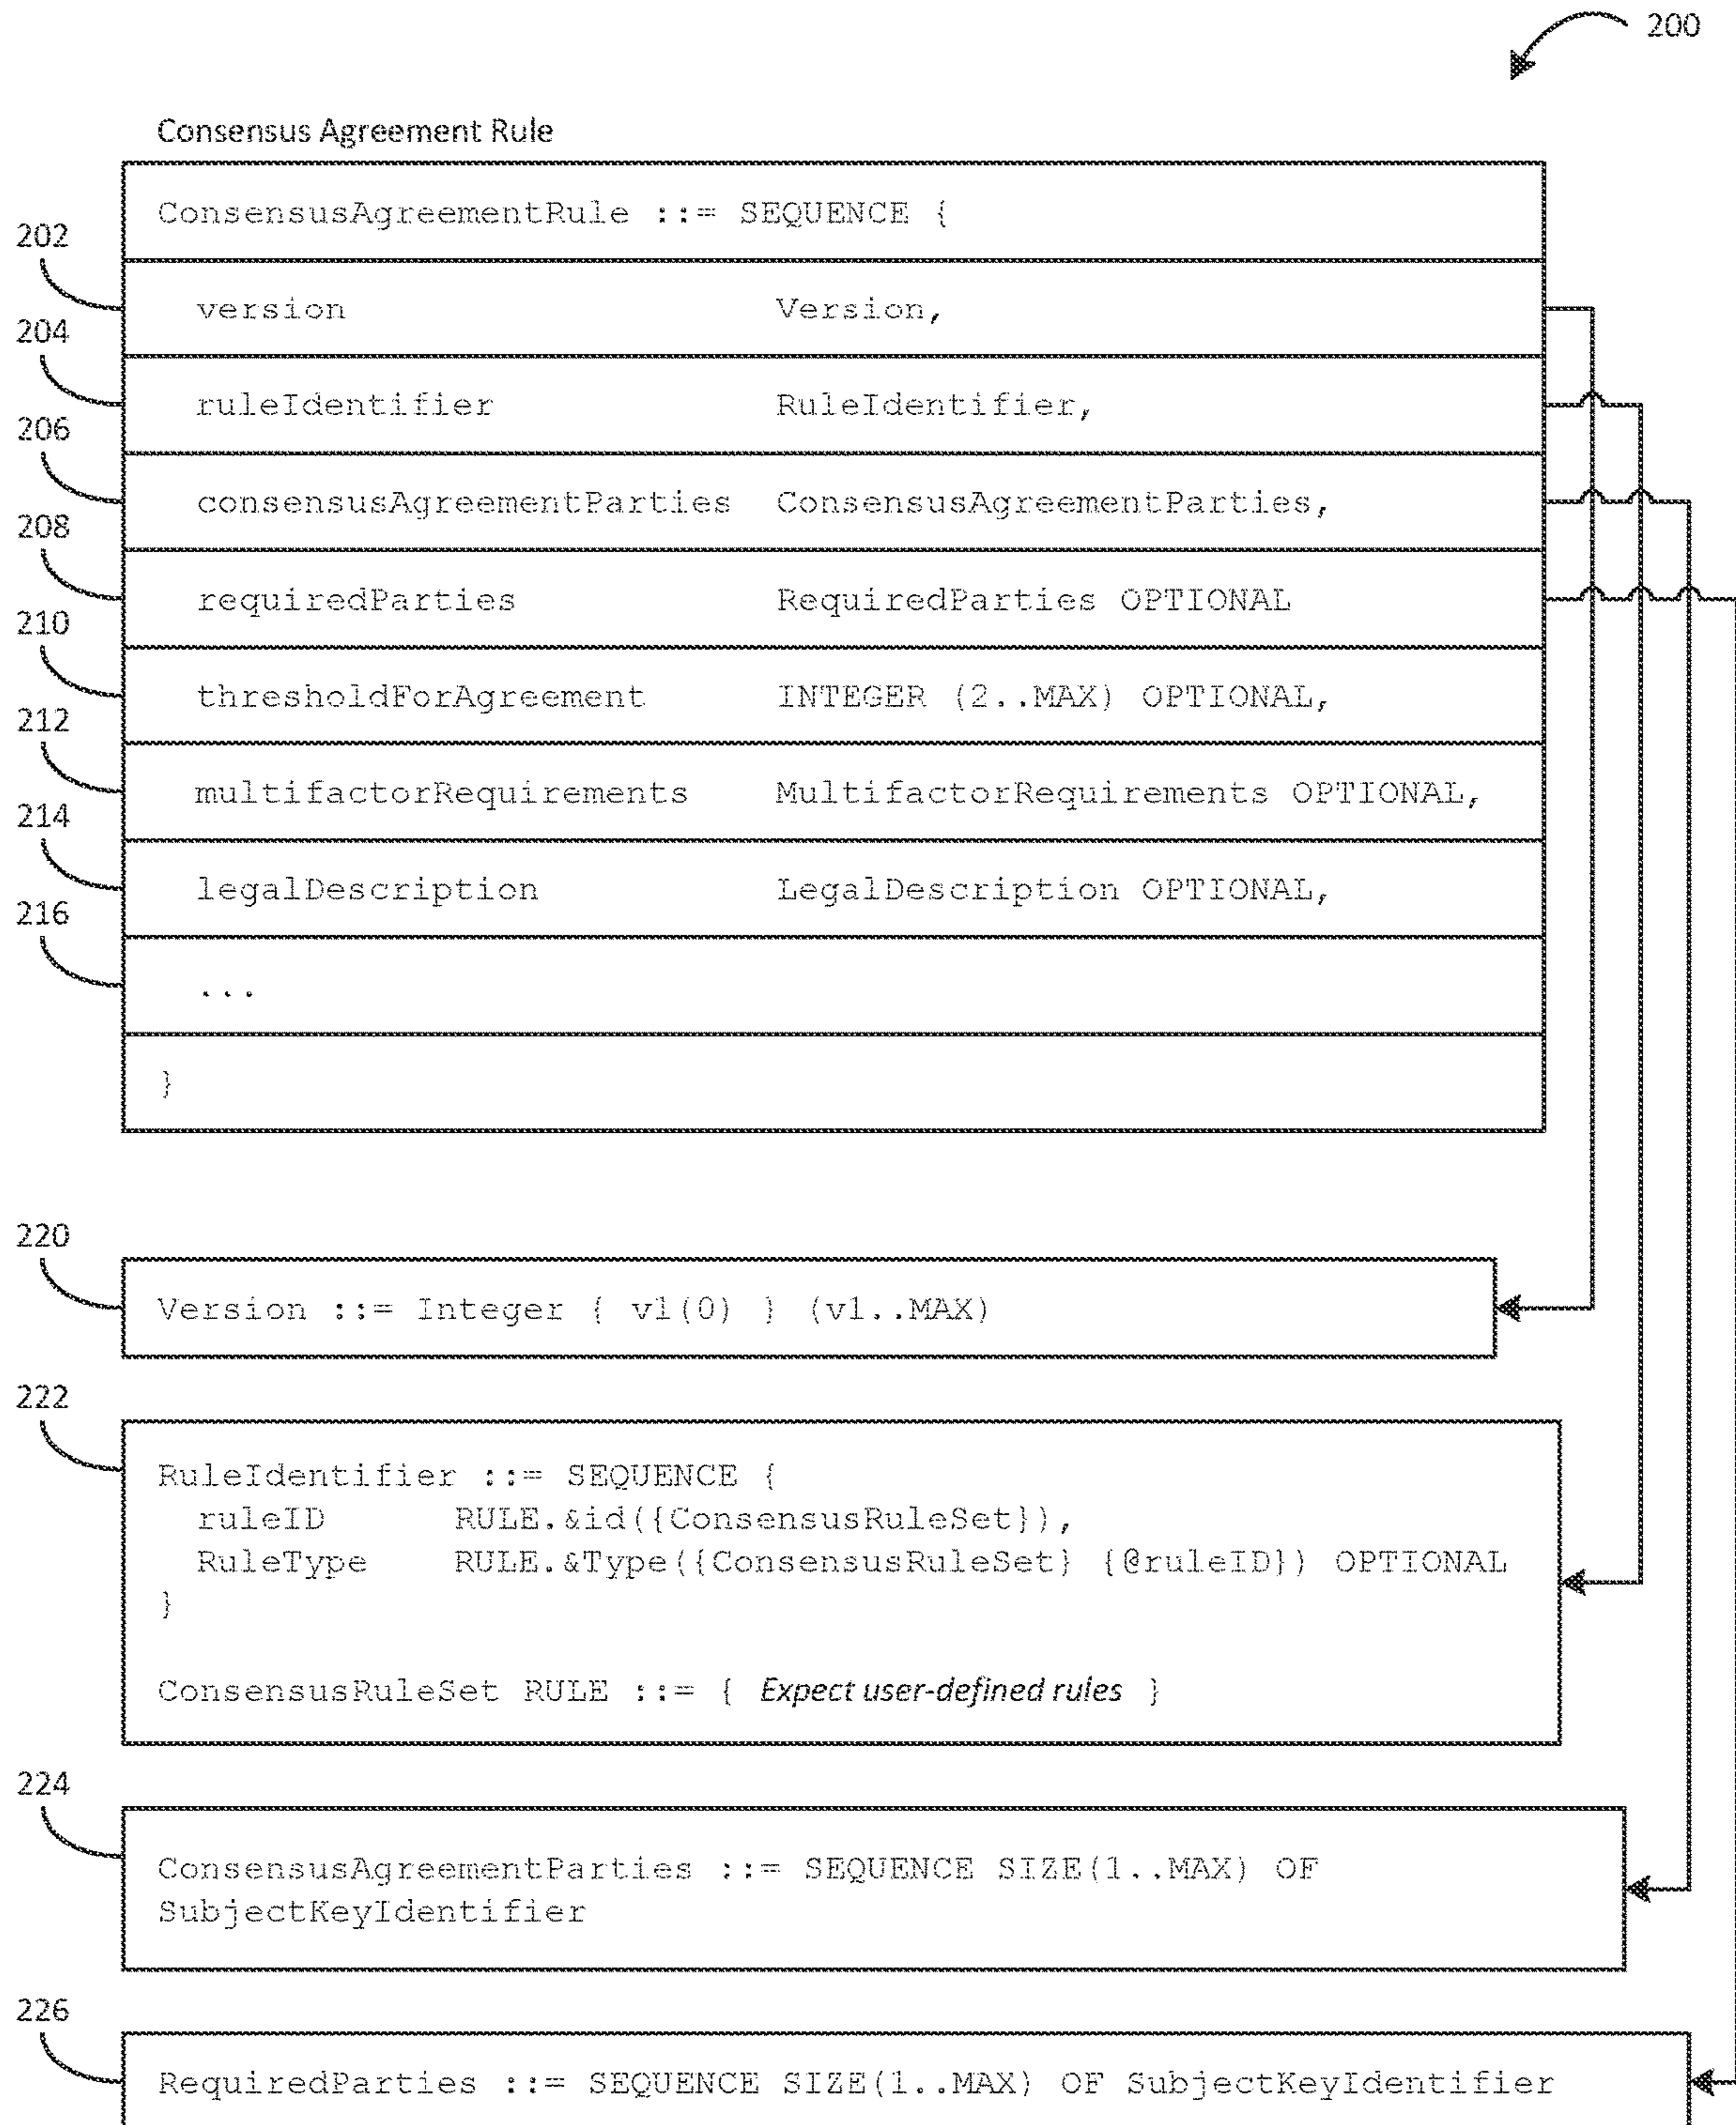 200
Consensus Agreement Rule
ConsensusAgreementRule ::= SEQUENCE {
202
version Version,
204
ruleIdentifier RuleIdentifier,
206
consensusAgreementParties ConsensusAgreementParties,
208
requiredParties RequiredParties OPTIONAL
210
thresholdForAgreement INTEGER (2..MAX) OPTIONAL,
212
multifactorRequirements MultifactorRequirements OPTIONAL,
214
legalDescription LegalDescription OPTIONAL,
216
...
}
220
Version ::= Integer { v1(0) } (v1..MAX)
222
RuleIdentifier ::= SEQUENCE {
ruleID RULE.&id({ConsensusRuleSet}),
RuleType RULE.&Type({ConsensusRuleSet} {@ruleID}) OPTIONAL
}
ConsensusRuleSet RULE ::= { Expect user-defined rules }
224
ConsensusAgreementParties ::= SEQUENCE SIZE(1..MAX) OF
SubjectKeyIdentifier
226
RequiredParties ::= SEQUENCE SIZE(1..MAX) OF SubjectKeyIdentifier